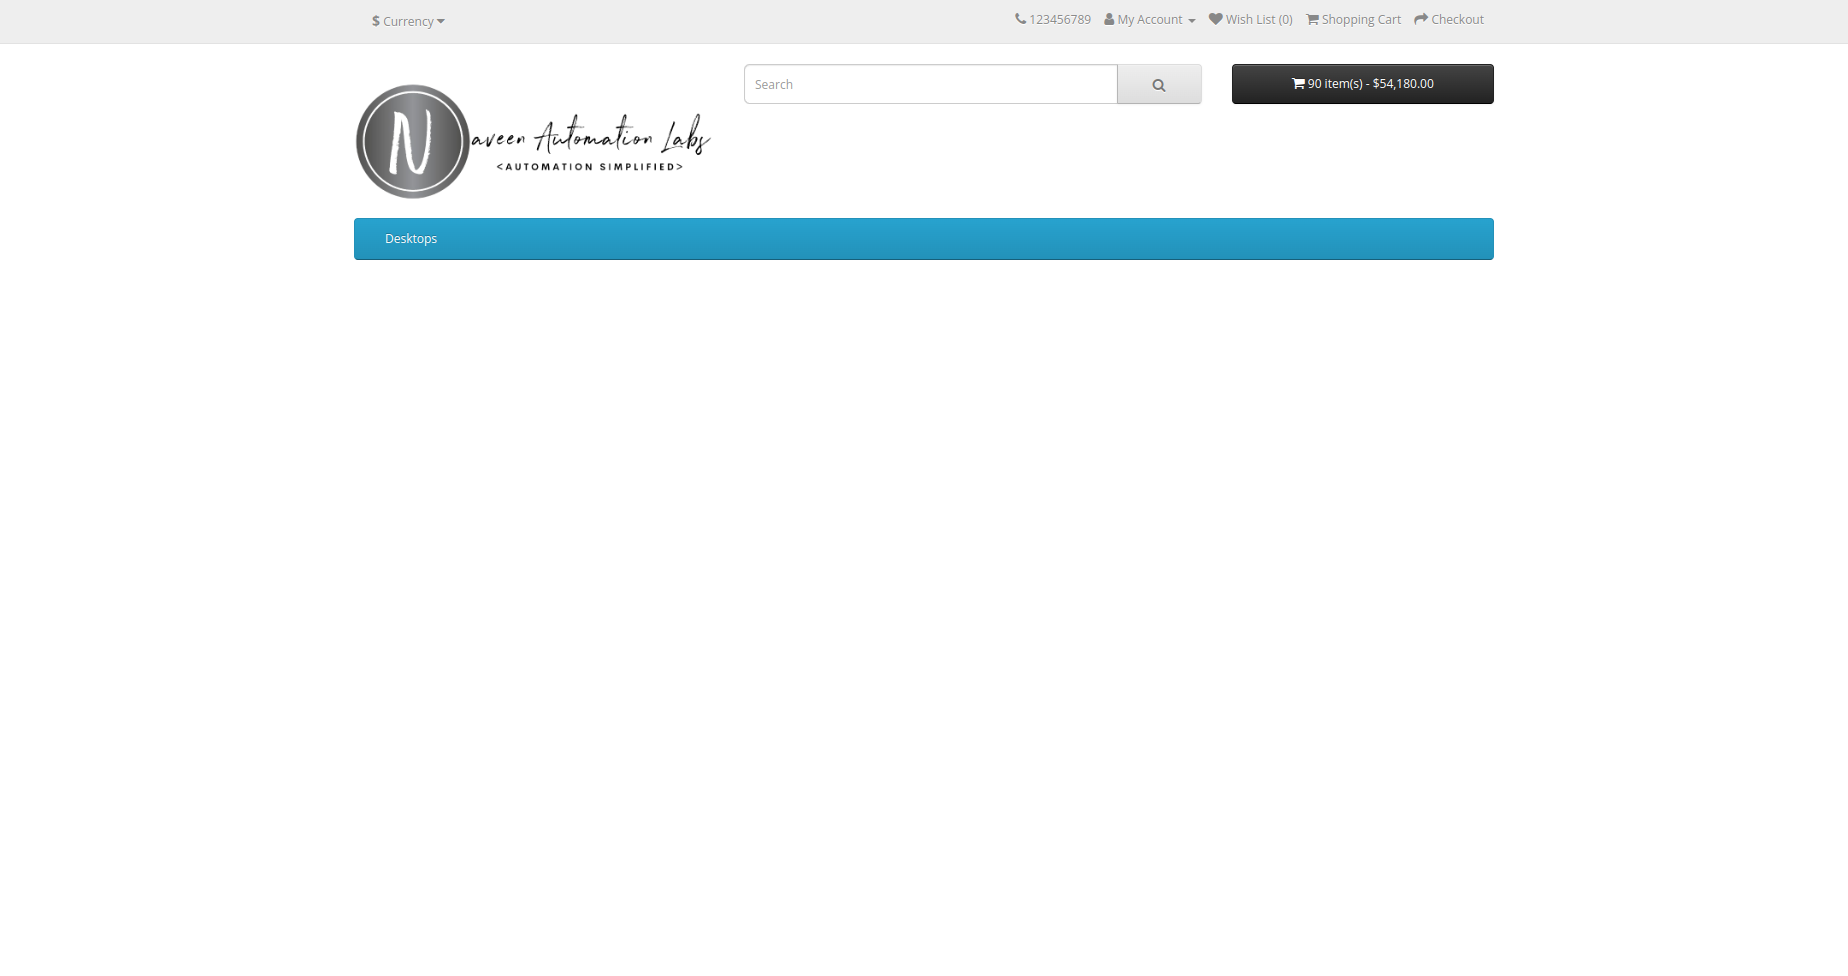 $ Currency
123456789 My Account Wish List (0) Shopping Cart Checkout
Search
90 item(s) - $54,180.00
N
aveen Automation Labs
<AUTOMATION SIMPLIFIED>
Desktops